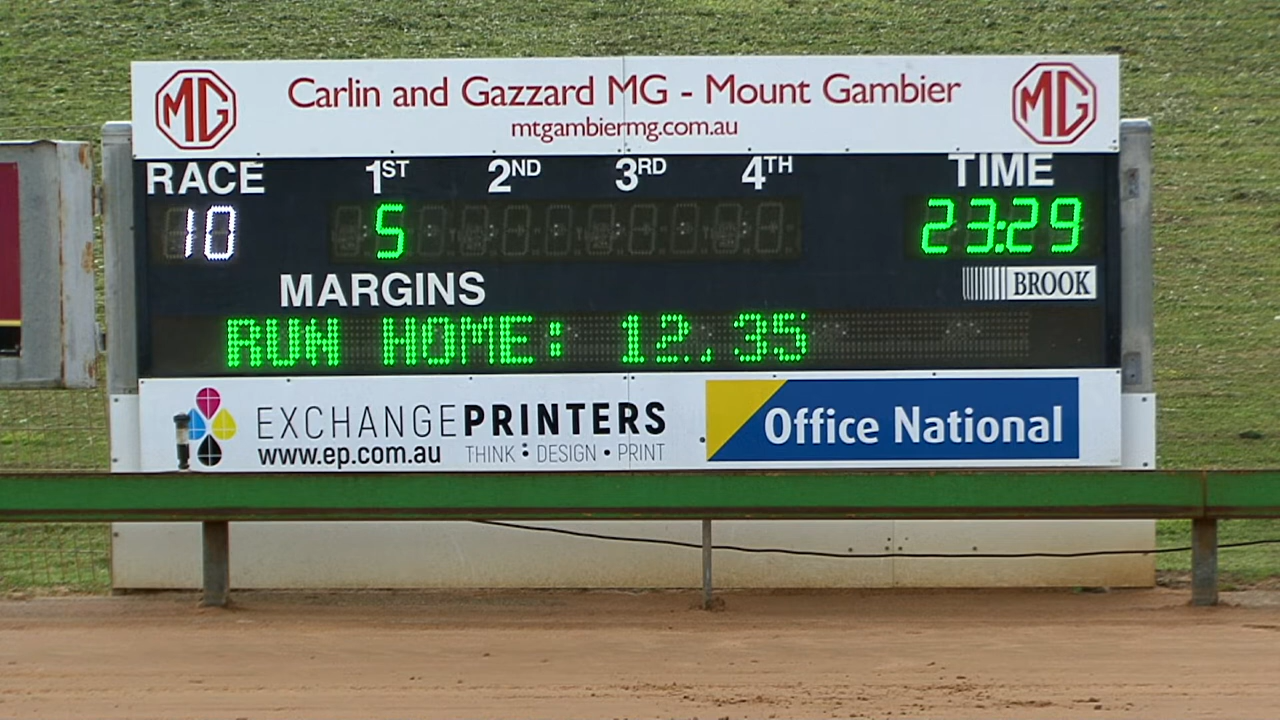 MG Carlin and Gazzard MG - Mount Gambier MG
mtgambiermg.com.au
RACE 1ST 2ND 3RD 4TH TIME
10 5 23:29
MARGINS BROOK
RUN HOME: 12.35
EXCHANGEPRINTERS Office National
www.ep.com.au THINK : DESIGN • PRINT